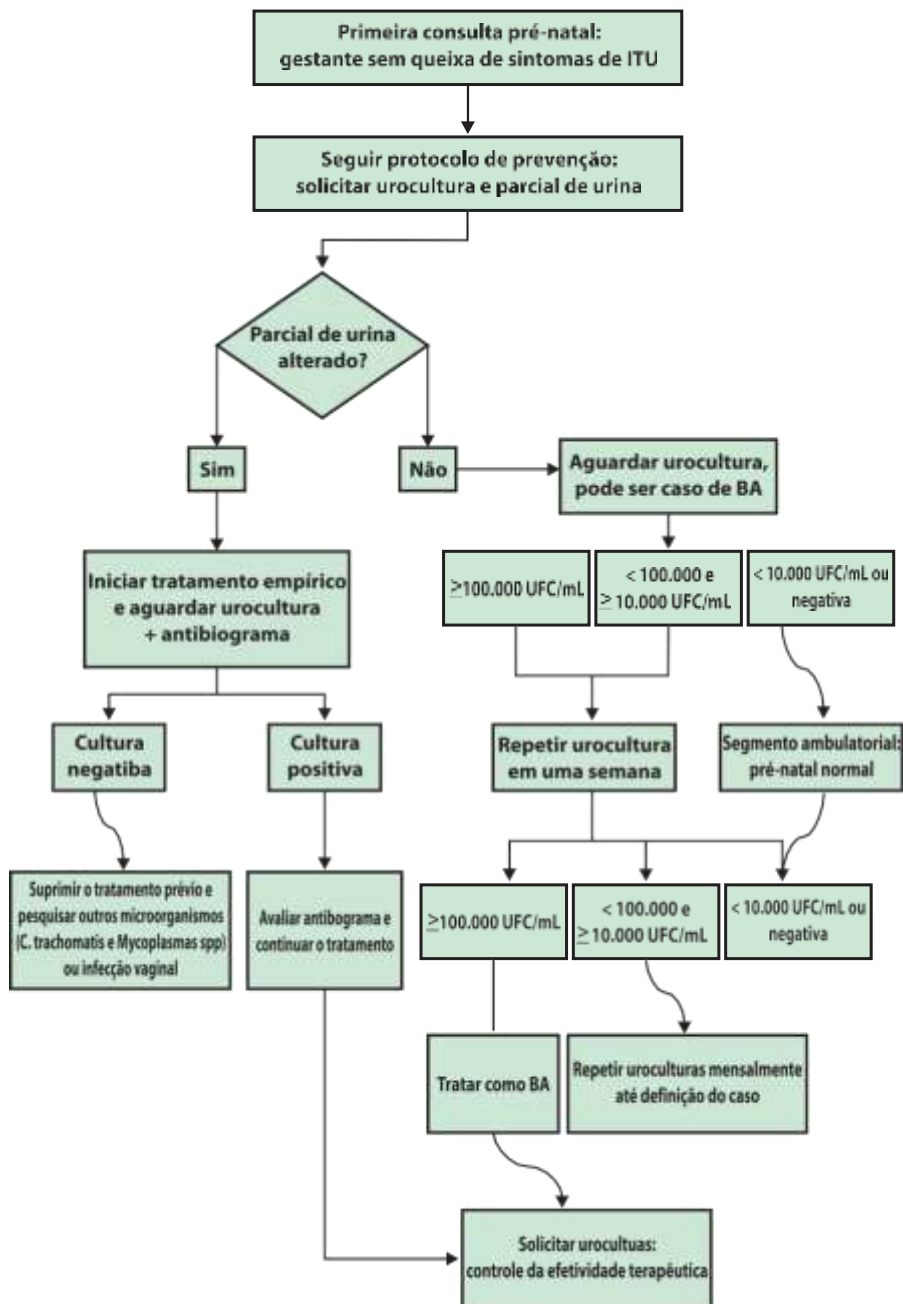 Primeira consulta pré-natal:
gestante sem queixa de sintomas de ITU
Seguir protocolo de prevenção:
solicitar urocultura e parcial de urina
Parcial de urina
alterado?
Sim
Não
Aguardar urocultura,
pode ser caso de BA
Iniciar tratamento empírico
e aguardar urocultura
+ antibiograma
≥100.000 UFC/mL
< 100.000 e
≥ 10.000 UFC/mL
< 10.000 UFC/mL ou
negativa
Cultura
negatiba
Cultura
positiva
Repetir urocultura
em uma semana
Segmento ambulatorial:
pré-natal normal
Suprimir o tratamento prévio e
pesquisar outros microorganismos
(C. trachomatis e Mycoplasmas spp)
ou infecção vaginal
Avaliar antibograma e
continuar o tratamento
≥100.000 UFC/mL
< 100.000 e
≥ 10.000 UFC/mL
< 10.000 UFC/mL ou
negativa
Tratar como BA
Repetir uroculturas mensalmente
até definição do caso
Solicitar urocultuas:
controle da efetividade terapêutica